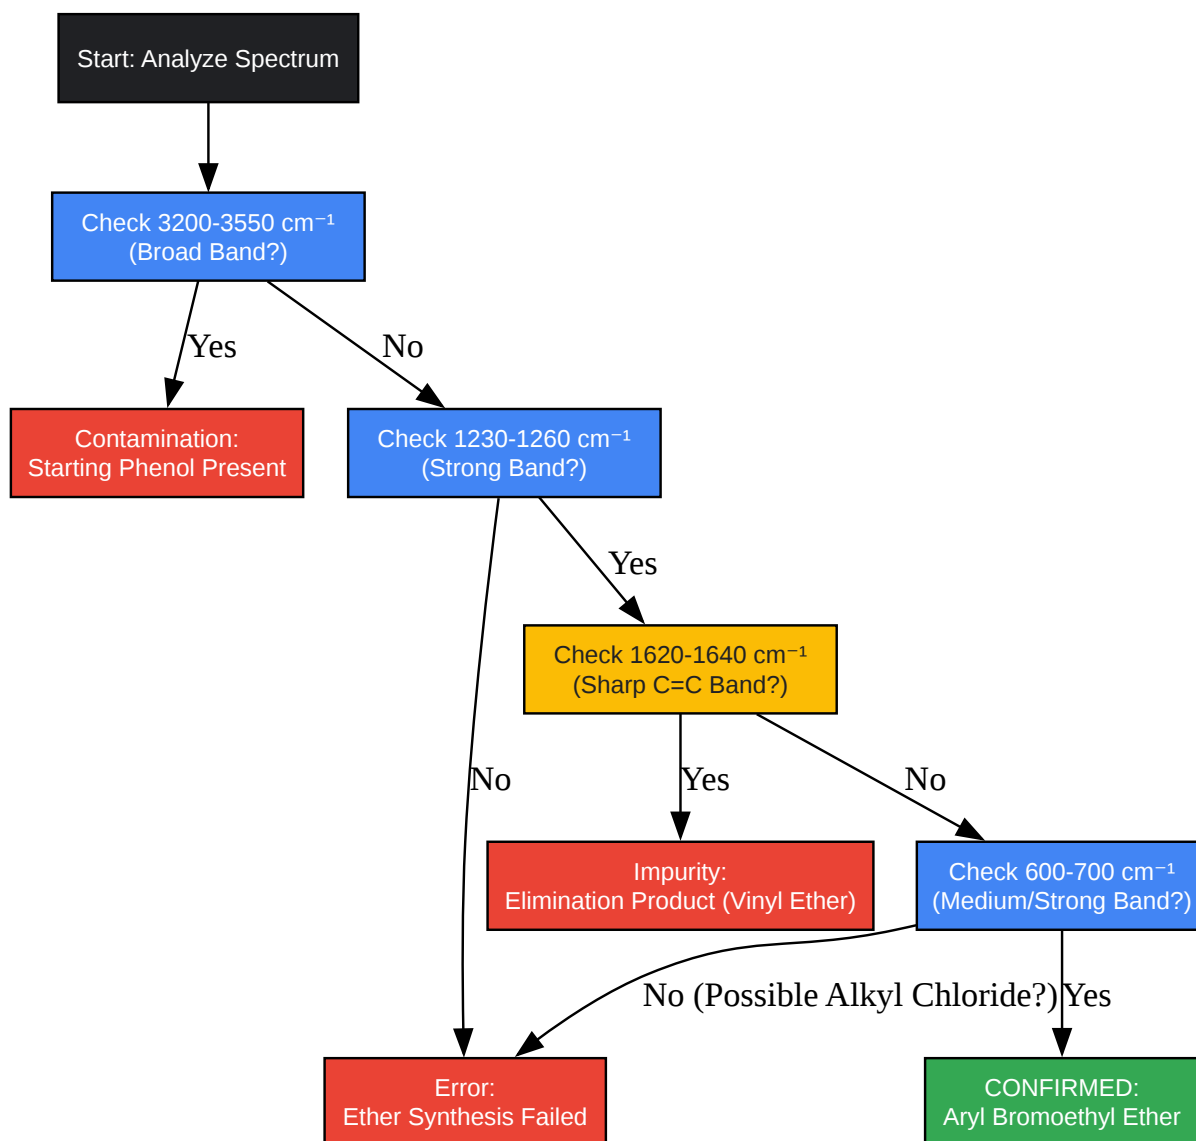 Start: Analyze Spectrum
Check 3200-3550 cm⁻¹
(Broad Band?)
Yes
No
Contamination:
Starting Phenol Present
Check 1230-1260 cm⁻¹
(Strong Band?)
Yes
Check 1620-1640 cm⁻¹
(Sharp C=C Band?)
No
Yes
No
Impurity:
Elimination Product (Vinyl Ether)
Check 600-700 cm⁻¹
(Medium/Strong Band?)
No (Possible Alkyl Chloride?)
Yes
Error:
Ether Synthesis Failed
CONFIRMED:
Aryl Bromoethyl Ether